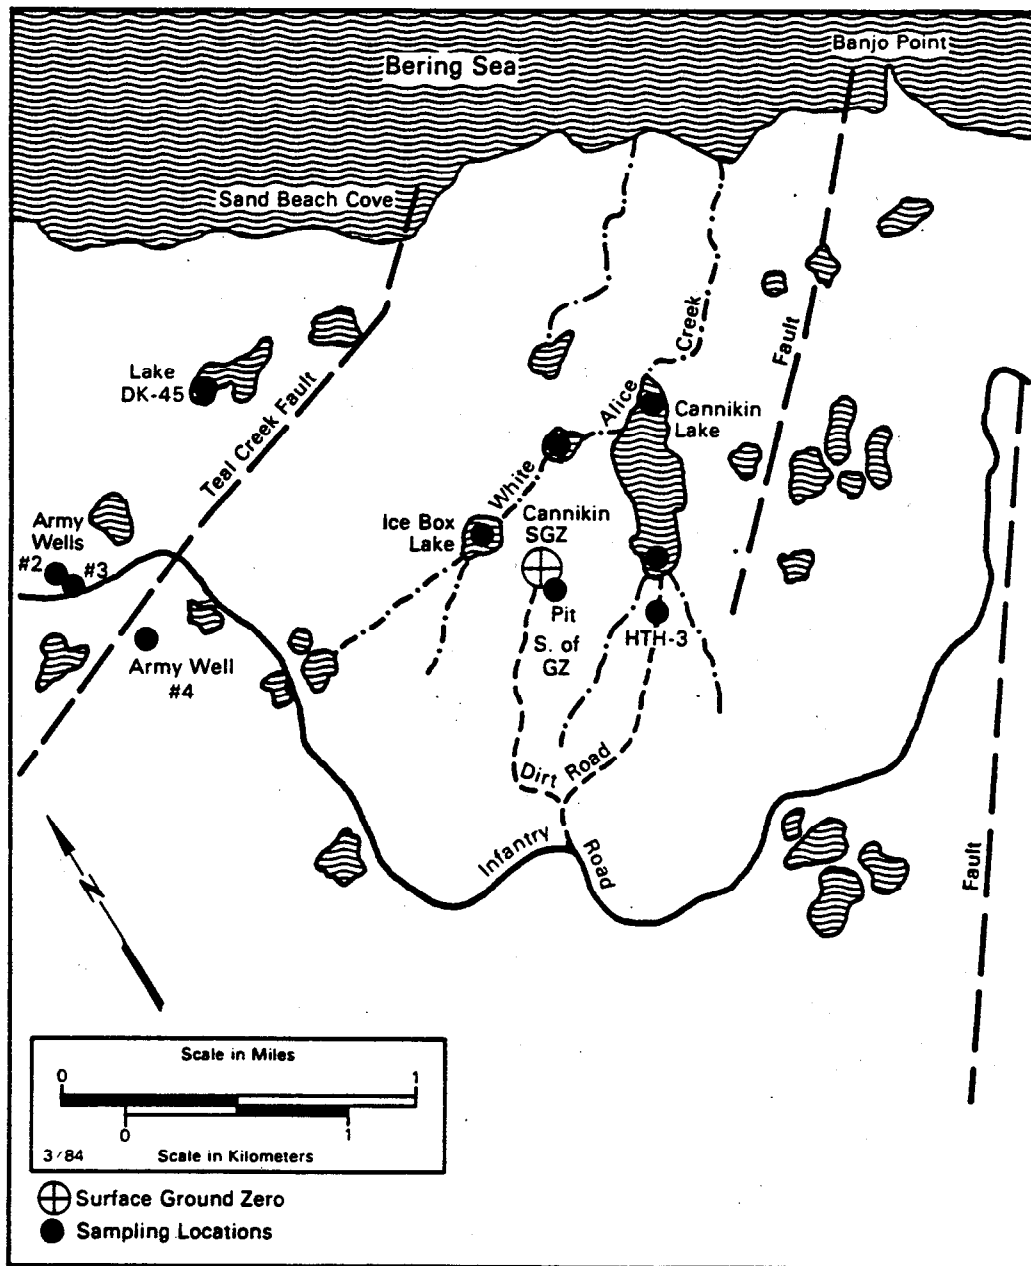 Banjo Point
Bering Sea
Sand Beach Cove
Creek
Fault
Lake
DK-45
Alice
Cannikin
Lake
Teal Creek Fault
White
Army
Wells
#2
#3
Ice Box
Lake
Cannikin
SGZ
Pit
S. of
GZ
HTH-3
Army Well
#4
Dirt Road
Infantry
Road
Fault
N
Scale in Miles
0
1
0
1
3/84
Scale in Kilometers
Surface Ground Zero
Sampling Locations